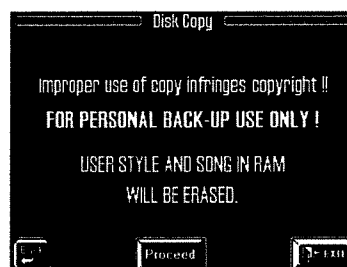 Disk Copy
Improper use of copy infringes copyright !!
FOR PERSONAL BACK-UP USE ONLY !
USER STYLE AND SONG IN RAM
WILL BE ERASED.
Proceed
EXIT